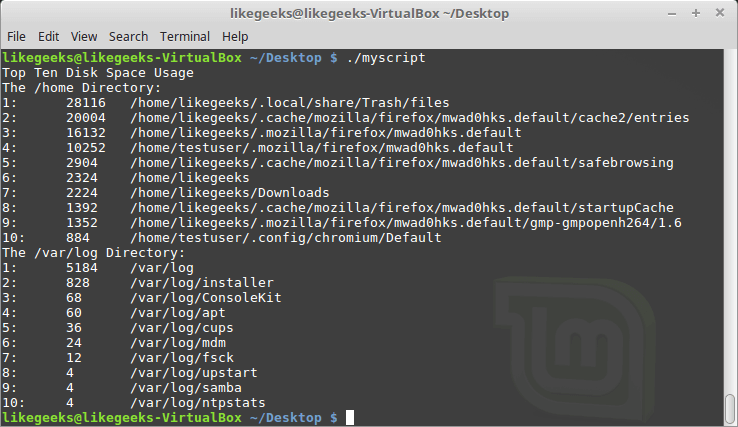 likegeeks@likegeeks-VirtualBox ~/Desktop
File Edit View Search Terminal Help
likegeeks@likegeeks-VirtualBox ~/Desktop $ ./myscript
Top Ten Disk Space Usage
The /home Directory:
1: 28116 /home/likegeeks/.local/share/Trash/files
2: 20004 /home/likegeeks/.cache/mozilla/firefox/mwad0hks.default/cache2/entries
3: 16132 /home/likegeeks/.mozilla/firefox/mwad0hks.default
4: 10252 /home/testuser/.mozilla/firefox/mwad0hks.default
5: 2904 /home/likegeeks/.cache/mozilla/firefox/mwad0hks.default/safebrowsing
6: 2324 /home/likegeeks
7: 2224 /home/likegeeks/Downloads
8: 1392 /home/likegeeks/.cache/mozilla/firefox/mwad0hks.default/startupCache
9: 1352 /home/likegeeks/.mozilla/firefox/mwad0hks.default/gmp-gmpopenh264/1.6
10: 884 /home/testuser/.config/chromium/Default
The /var/log Directory:
1: 5184 /var/log
2: 828 /var/log/installer
3: 68 /var/log/ConsoleKit
4: 60 /var/log/apt
5: 36 /var/log/cups
6: 24 /var/log/mdm
7: 12 /var/log/fsck
8: 4 /var/log/upstart
9: 4 /var/log/samba
10: 4 /var/log/ntpstats
likegeeks@likegeeks-VirtualBox ~/Desktop $